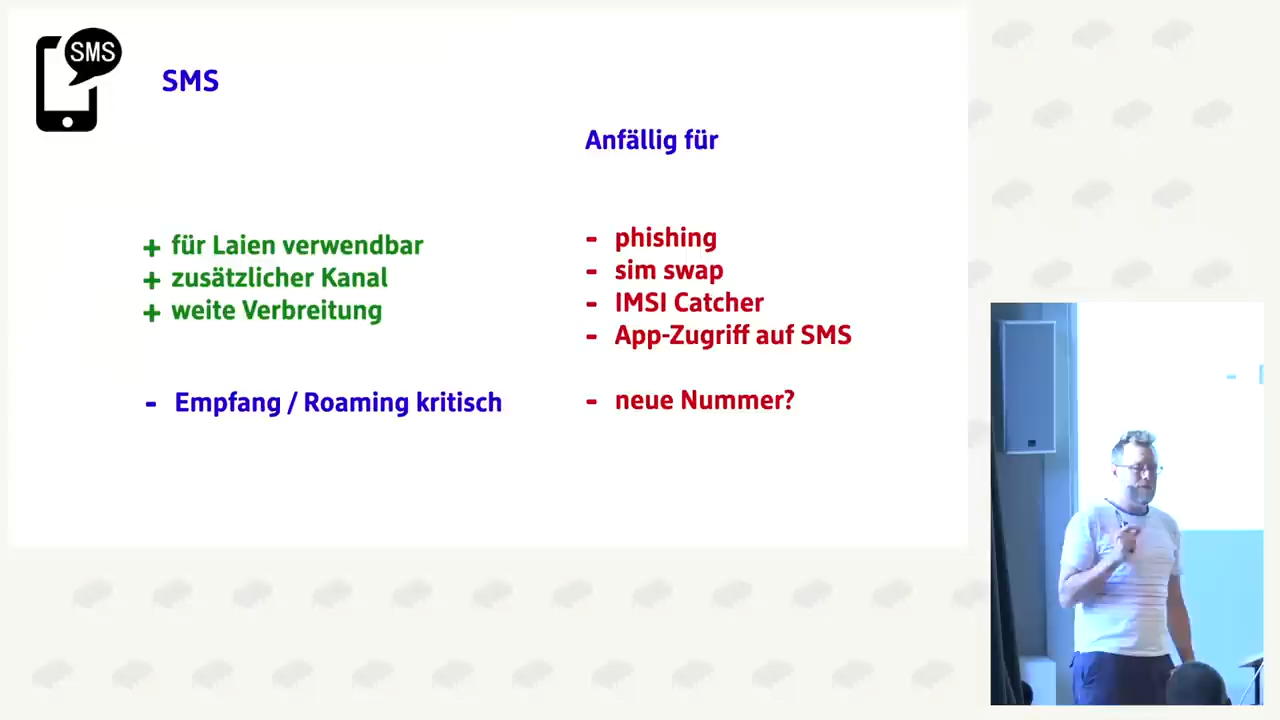 SMS
SMS
Anfällig für
+ für Laien verwendbar
+ zusätzlicher Kanal
+ weite Verbreitung
- Empfang / Roaming kritisch
- phishing
- sim swap
- IMSI Catcher
- App-Zugriff auf SMS
- neue Nummer?